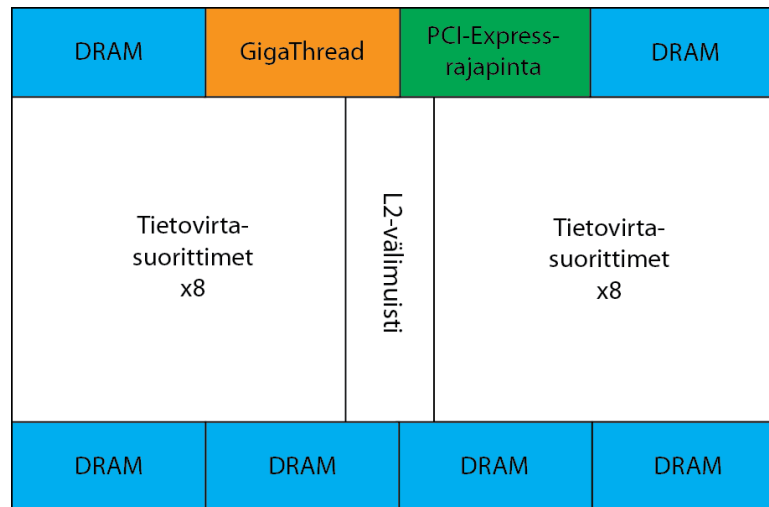 DRAM
GigaThread
PCI-Express-
rajapinta
DRAM
Tietovirta-
suorittimet
x8
L2-välimuisti
Tietovirta-
suorittimet
x8
DRAM
DRAM
DRAM
DRAM